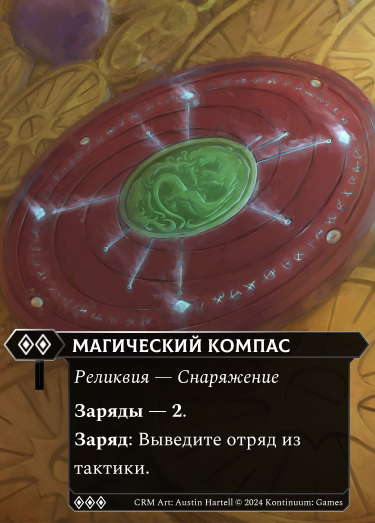 МАГИЧЕСКИЙ КОМПАС
Реликвия — Снаряжение
Заряды — 2.
Заряд: Выведите отряд из
тактики.
CRM Art: Austin Hartell © 2024 Kontinuum: Games